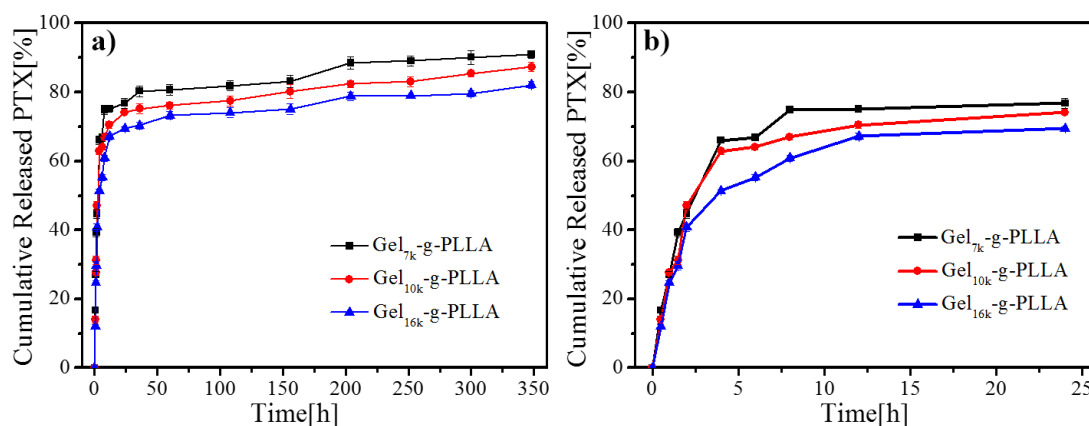 a)
Cumulative Released PTX[%]
100
80
60
40
20
0
Gel7k-g-PLLA
Gel10k-g-PLLA
Gel16k-g-PLLA
0 50 100 150 200 250 300 350
Time[h]
b)
Cumulative Released PTX[%]
100
80
60
40
20
0
Gel7k-g-PLLA
Gel10k-g-PLLA
Gel16k-g-PLLA
0 5 10 15 20 25
Time[h]